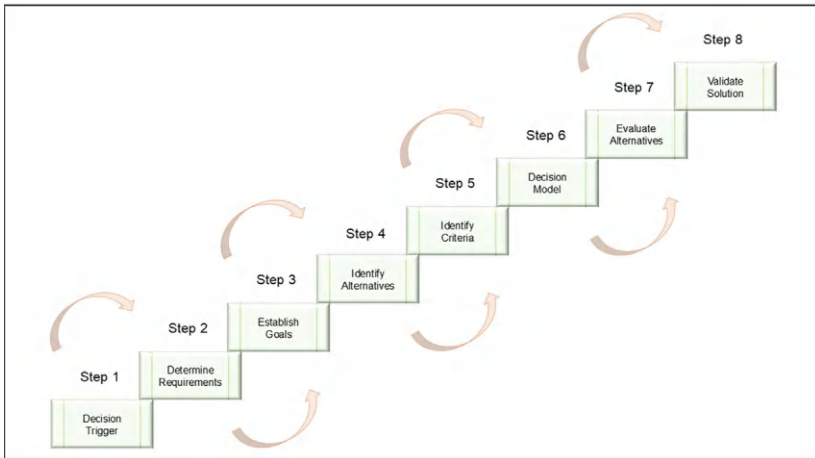 Step 1
Decision
Trigger
Step 2
Determine
Requirements
Step 3
Establish
Goals
Step 4
Identify
Alternatives
Step 5
Identify
Criteria
Step 6
Decision
Model
Step 7
Evaluate
Alternatives
Step 8
Validate
Solution